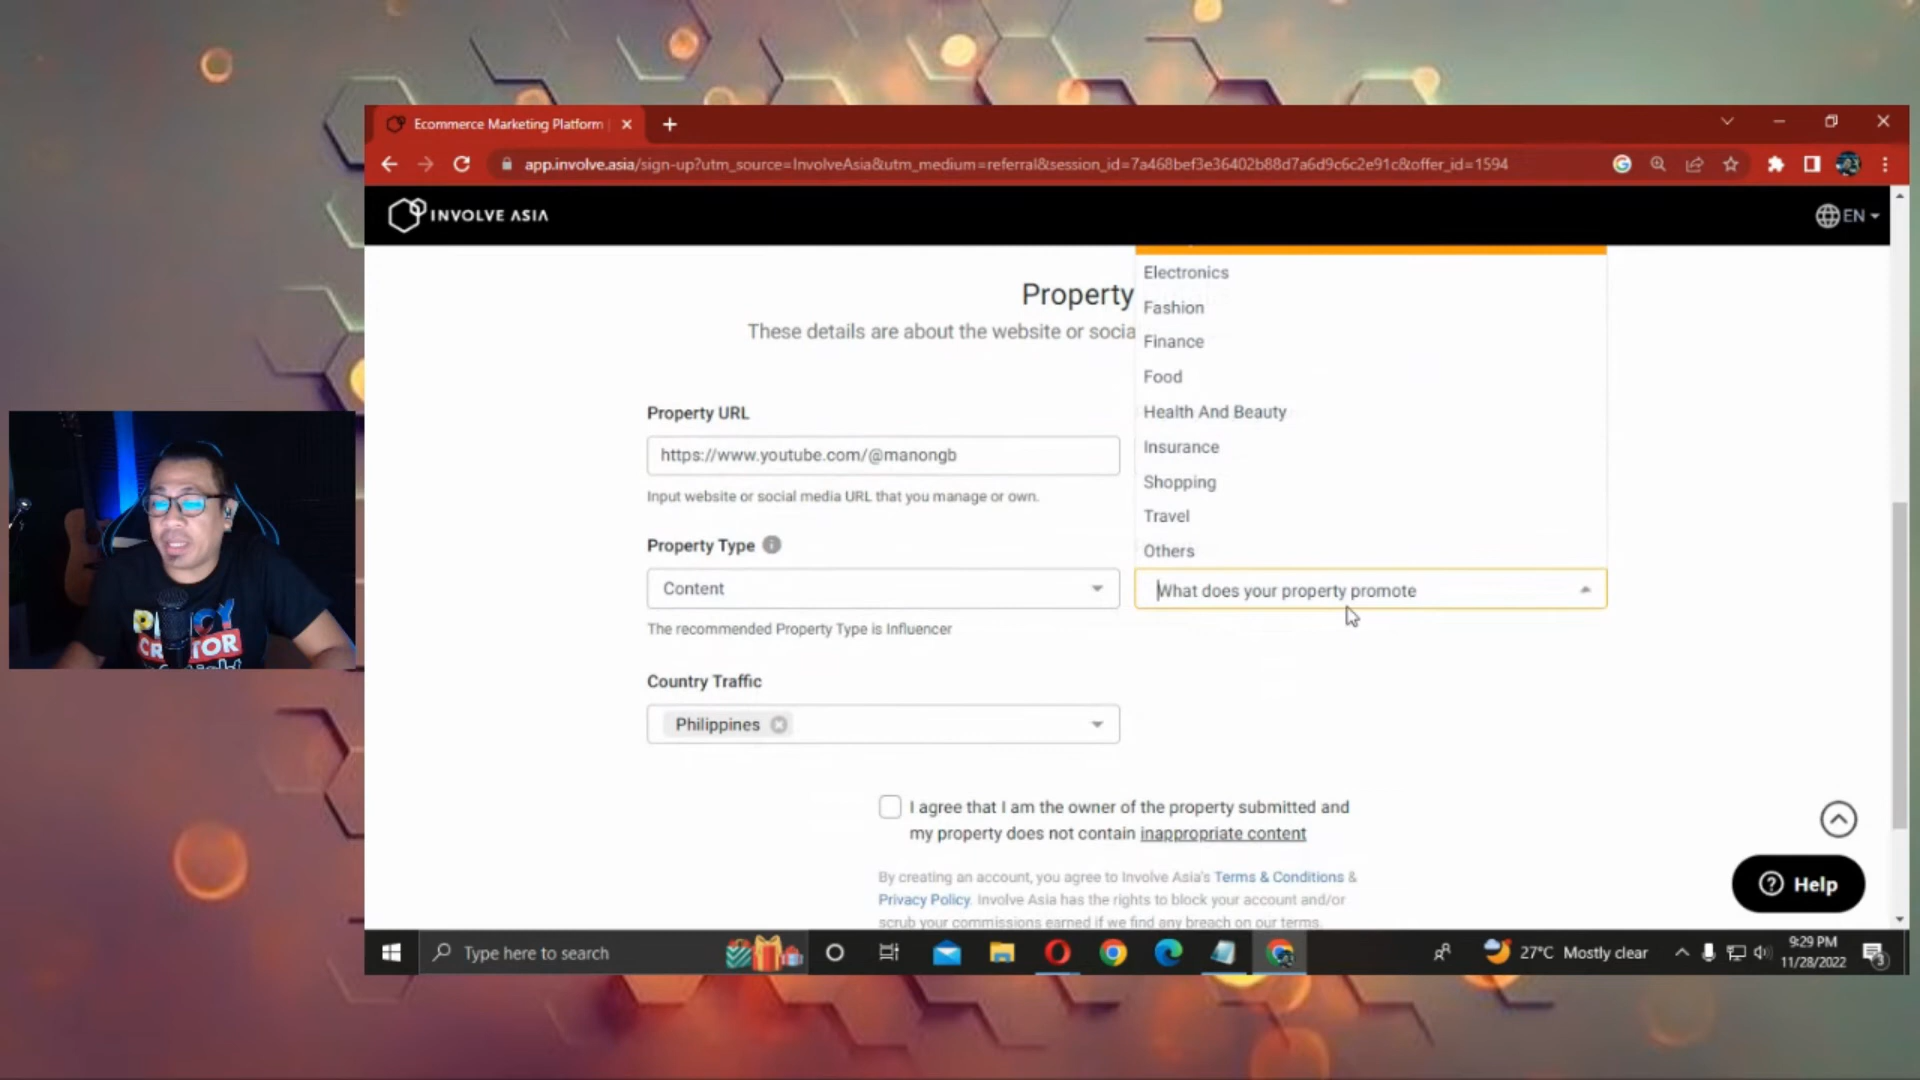 Ecommerce Marketing Platform
app.involve.asia/sign-up?utm_source=InvolveAsia&utm_medium=referral&session_id=7a468bef3e36402b88d7a6d9c6c2e91c&offer_id=1594
INVOLVE ASIA
EN
Property
These details are about the website or socia
Electronics
Fashion
Finance
Food
Health And Beauty
Insurance
Shopping
Travel
Others
Property URL
https://www.youtube.com/@manongb
Input website or social media URL that you manage or own.
Property Type
Content
What does your property promote
The recommended Property Type is Influencer
Country Traffic
Philippines
I agree that I am the owner of the property submitted and
my property does not contain inappropriate content
By creating an account, you agree to Involve Asia's Terms & Conditions &
Privacy Policy. Involve Asia has the rights to block your account and/or
scrub your commissions earned if we find any breach on our terms.
Help
PINOY
CREATOR
Type here to search
27°C Mostly clear
9:29 PM
11/28/2022
3